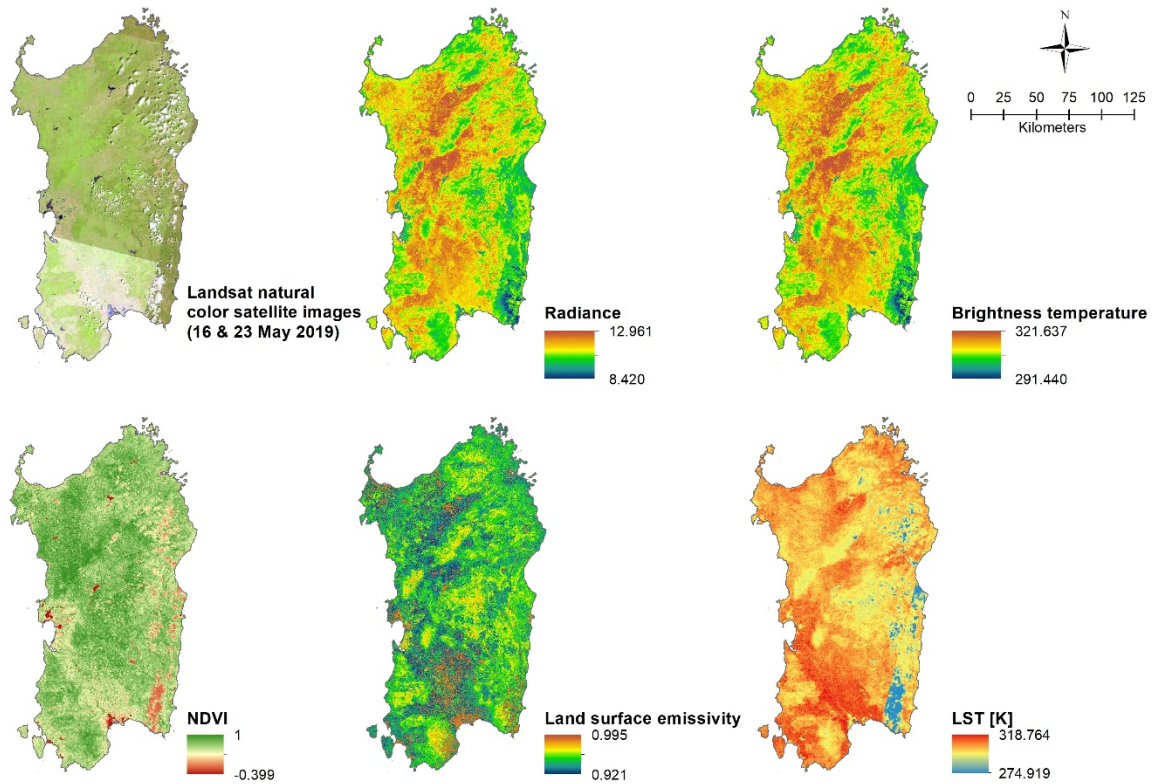 N
0 25 50 75 100 125
Kilometers
Landsat natural
color satellite images
(16 & 23 May 2019)
Radiance
12.961
8.420
Brightness temperature
321.637
291.440
NDVI
1
-0.399
Land surface emissivity
0.995
0.921
LST [K]
318.764
274.919